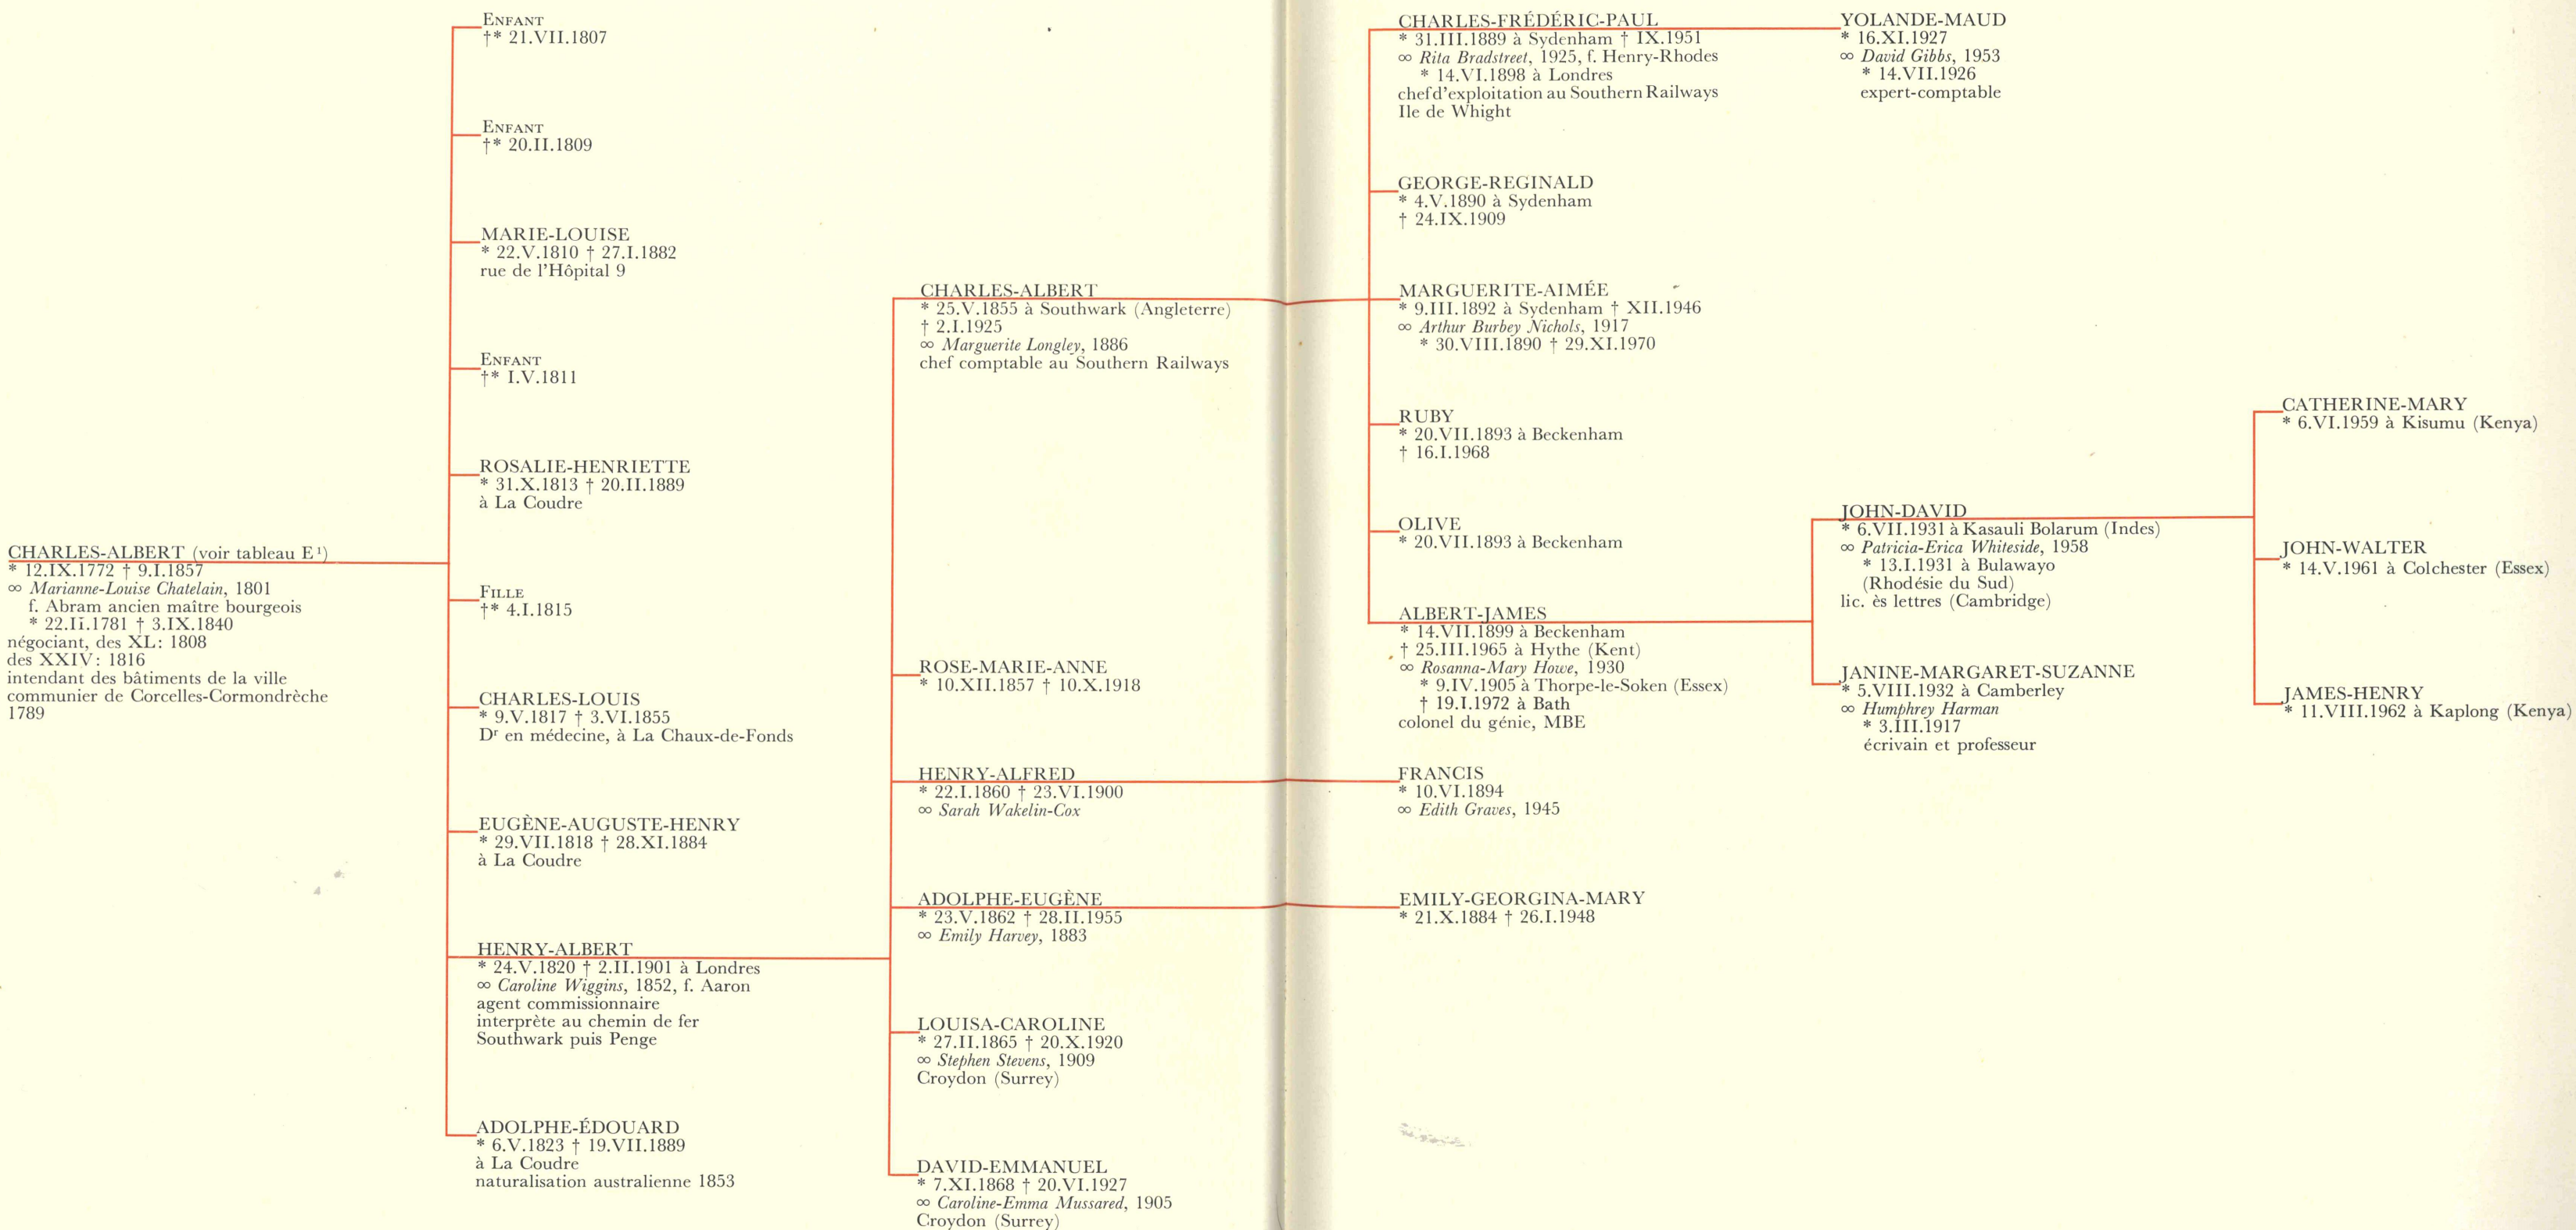 CHARLES-ALBERT (voir tableau E¹)
* 12.IX.1772 † 9.I.1857
∞ Marianne-Louise Chatelain, 1801
f. Abram ancien maître bourgeois
* 22.II.1781 † 3.IX.1840
négociant, des XL: 1808
des XXIV: 1816
intendant des bâtiments de la ville
communier de Corcelles-Cormondrèche
1789
ENFANT
†* 21.VII.1807
ENFANT
†* 20.II.1809
MARIE-LOUISE
* 22.V.1810 † 27.I.1882
rue de l'Hôpital 9
ENFANT
†* I.V.1811
ROSALIE-HENRIETTE
* 31.X.1813 † 20.II.1889
à La Coudre
FILLE
†* 4.I.1815
CHARLES-LOUIS
* 9.V.1817 † 3.VI.1855
Dʳ en médecine, à La Chaux-de-Fonds
EUGÈNE-AUGUSTE-HENRY
* 29.VII.1818 † 28.XI.1884
à La Coudre
HENRY-ALBERT
* 24.V.1820 † 2.II.1901 à Londres
∞ Caroline Wiggins, 1852, f. Aaron
agent commissionnaire
interprète au chemin de fer
Southwark puis Penge
ADOLPHE-ÉDOUARD
* 6.V.1823 † 19.VII.1889
à La Coudre
naturalisation australienne 1853
CHARLES-ALBERT
* 25.V.1855 à Southwark (Angleterre)
† 2.I.1925
∞ Marguerite Longley, 1886
chef comptable au Southern Railways
ROSE-MARIE-ANNE
* 10.XII.1857 † 10.X.1918
HENRY-ALFRED
* 22.I.1860 † 23.VI.1900
∞ Sarah Wakelin-Cox
ADOLPHE-EUGÈNE
* 23.V.1862 † 28.II.1955
∞ Emily Harvey, 1883
LOUISA-CAROLINE
* 27.II.1865 † 20.X.1920
∞ Stephen Stevens, 1909
Croydon (Surrey)
DAVID-EMMANUEL
* 7.XI.1868 † 20.VI.1927
∞ Caroline-Emma Mussared, 1905
Croydon (Surrey)
CHARLES-FRÉDÉRIC-PAUL
* 31.III.1889 à Sydenham † IX.1951
∞ Rita Bradstreet, 1925, f. Henry-Rhodes
* 14.VI.1898 à Londres
chef d'exploitation au Southern Railways
Ile de Whight
GEORGE-REGINALD
* 4.V.1890 à Sydenham
† 24.IX.1909
MARGUERITE-AIMÉE
* 9.III.1892 à Sydenham † XII.1946
∞ Arthur Burbey Nichols, 1917
* 30.VIII.1890 † 29.XI.1970
RUBY
* 20.VII.1893 à Beckenham
† 16.I.1968
OLIVE
* 20.VII.1893 à Beckenham
ALBERT-JAMES
* 14.VII.1899 à Beckenham
† 25.III.1965 à Hythe (Kent)
∞ Rosanna-Mary Howe, 1930
* 9.IV.1905 à Thorpe-le-Soken (Essex)
† 19.I.1972 à Bath
colonel du génie, MBE
FRANCIS
* 10.VI.1894
∞ Edith Graves, 1945
EMILY-GEORGINA-MARY
* 21.X.1884 † 26.I.1948
YOLANDE-MAUD
* 16.XI.1927
∞ David Gibbs, 1953
* 14.VII.1926
expert-comptable
JOHN-DAVID
* 6.VII.1931 à Kasauli Bolarum (Indes)
∞ Patricia-Erica Whiteside, 1958
* 13.I.1931 à Bulawayo
(Rhodésie du Sud)
lic. ès lettres (Cambridge)
JANINE-MARGARET-SUZANNE
* 5.VIII.1932 à Camberley
∞ Humphrey Harman
* 3.III.1917
écrivain et professeur
CATHERINE-MARY
* 6.VI.1959 à Kisumu (Kenya)
JOHN-WALTER
* 14.V.1961 à Colchester (Essex)
JAMES-HENRY
* 11.VIII.1962 à Kaplong (Kenya)